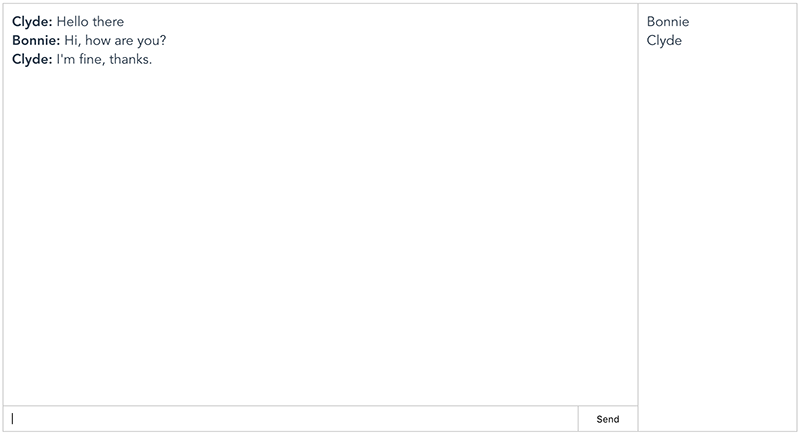 Clyde: Hello there
Bonnie: Hi, how are you?
Clyde: I'm fine, thanks.
Send
Bonnie
Clyde